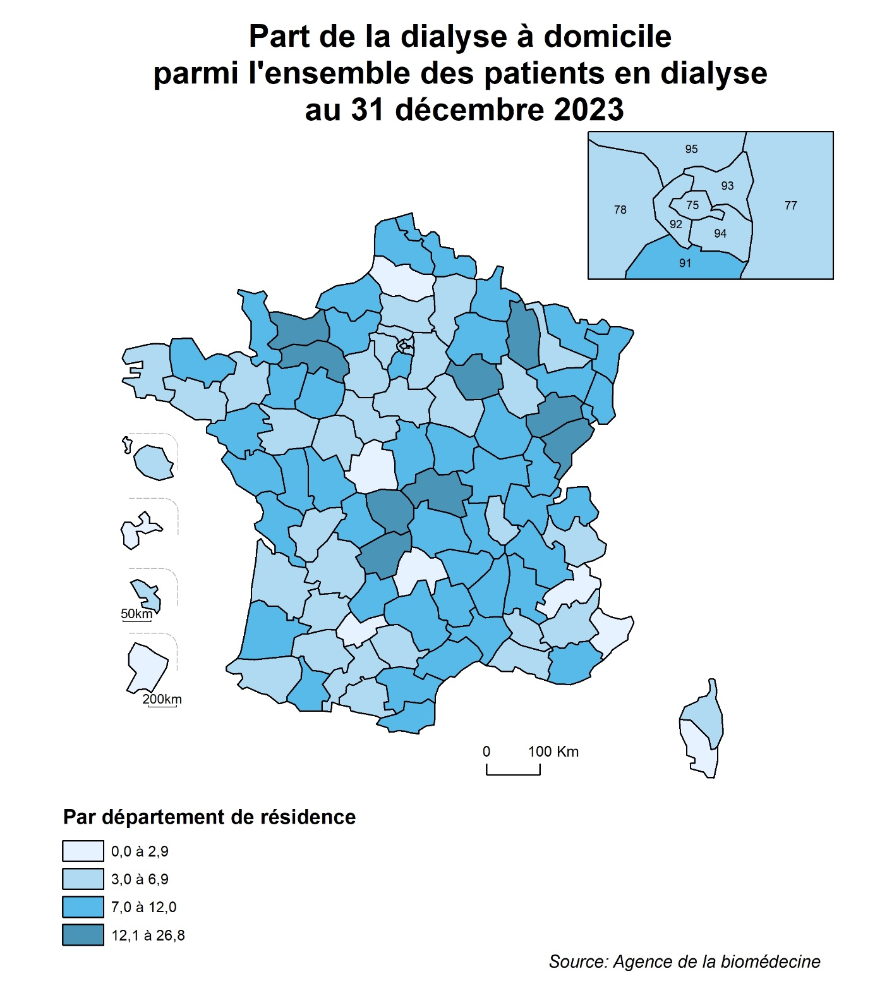 Part de la dialyse à domicile
parmi l'ensemble des patients en dialyse
au 31 décembre 2023
95
93
78
75
77
92
94
91
50km
200km
0 100 Km
Par département de résidence
0,0 à 2,9
3,0 à 6,9
7,0 à 12,0
12,1 à 26,8
Source: Agence de la biomédecine